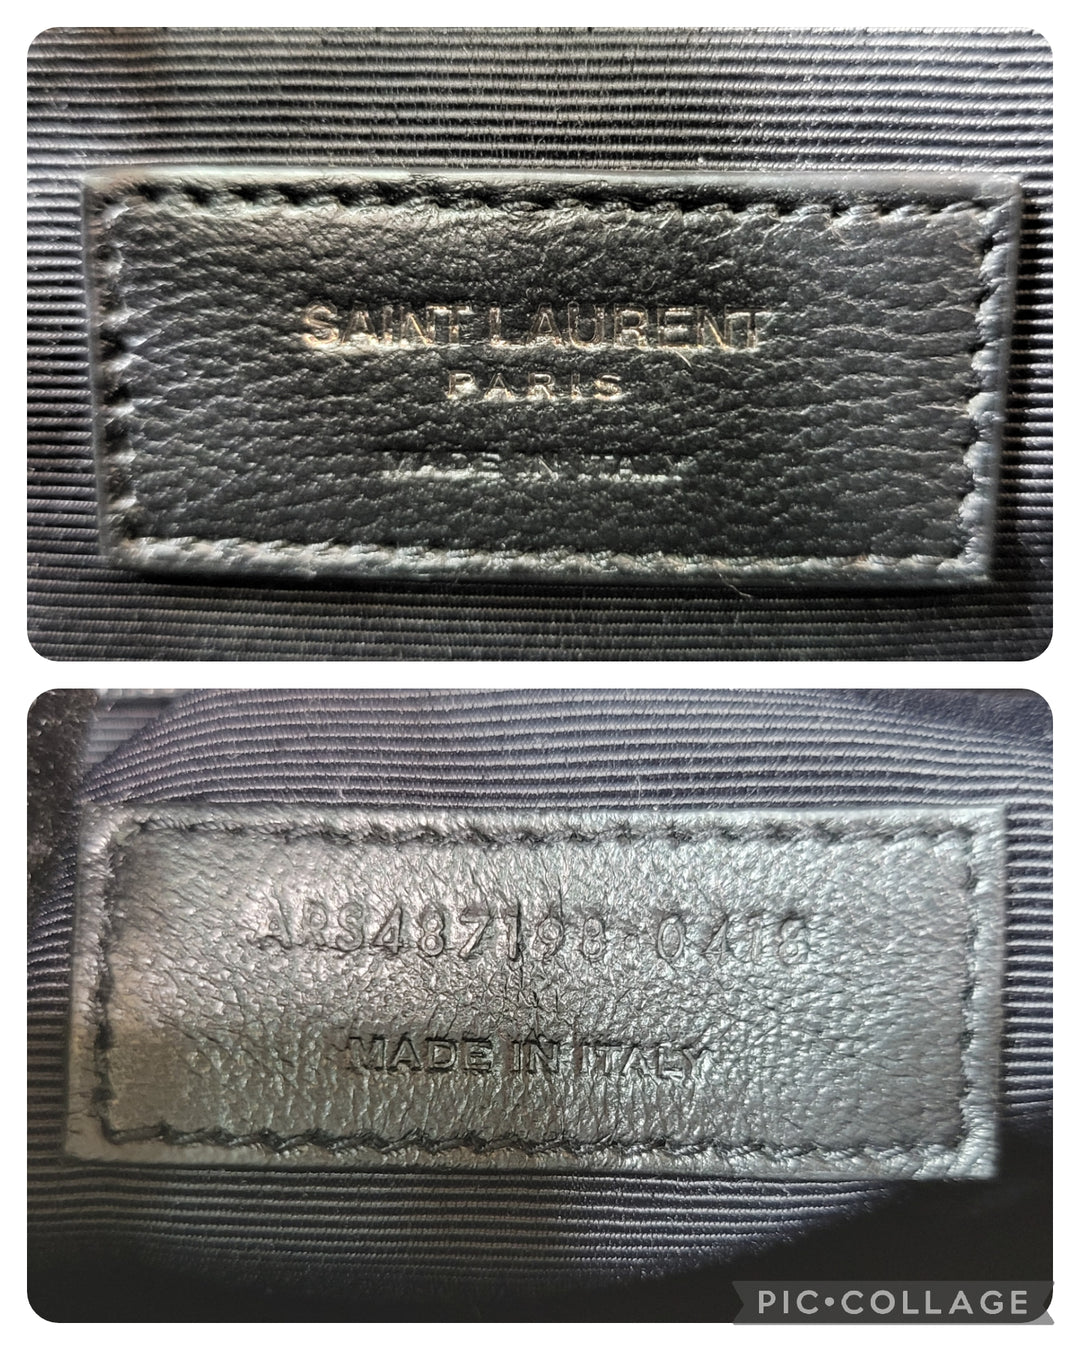 SAINT LAURENT
PARIS
MADE IN ITALY
ARS487198·0418
MADE IN ITALY
PIC•COLLAGE